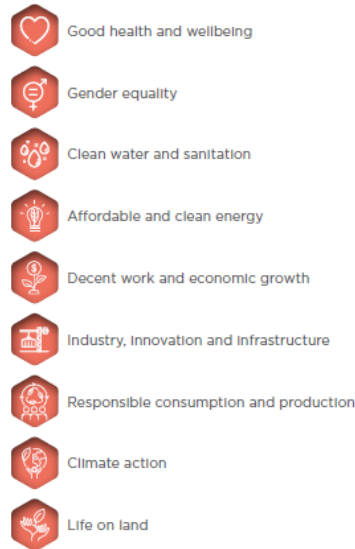 Good health and wellbeing
Gender equality
Clean water and sanitation
Affordable and clean energy
Decent work and economic growth
Industry, innovation and infrastructure
Responsible consumption and production
Climate action
Life on land